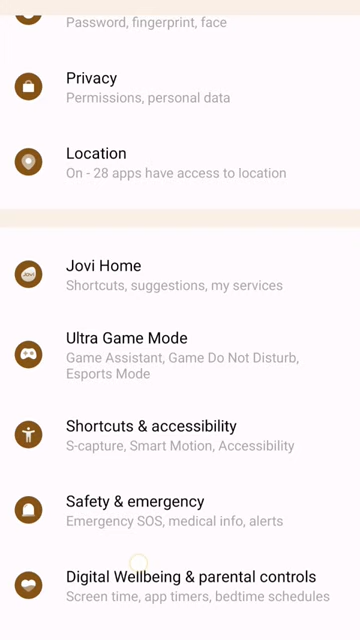 Password, fingerprint, face
Privacy
Permissions, personal data
Location
On - 28 apps have access to location
Jovi
Jovi Home
Shortcuts, suggestions, my services
Ultra Game Mode
Game Assistant, Game Do Not Disturb,
Esports Mode
Shortcuts & accessibility
S-capture, Smart Motion, Accessibility
Safety & emergency
Emergency SOS, medical info, alerts
Digital Wellbeing & parental controls
Screen time, app timers, bedtime schedules